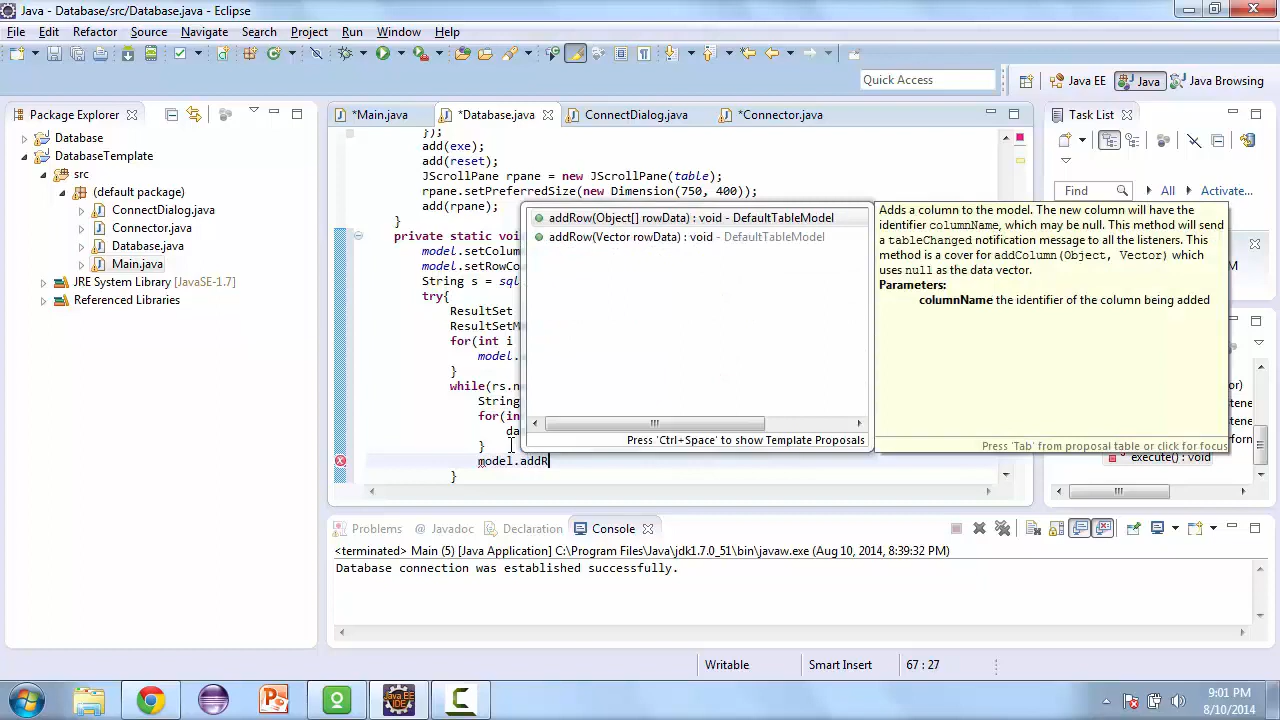 Java - Database/src/Database.java - Eclipse
File Edit Refactor Source Navigate Search Project Run Window Help
Quick Access
Java EE
Java
Java Browsing
Package Explorer
*Main.java
*Database.java
ConnectDialog.java
*Connector.java
Task List
Database
DatabaseTemplate
src
(default package)
ConnectDialog.java
Connector.java
Database.java
Main.java
JRE System Library [JavaSE-1.7]
Referenced Libraries
});
add(exe);
add(reset);
JScrollPane rpane = new JScrollPane(table);
rpane.setPreferredSize(new Dimension(750, 400));
add(rpane);
}
private static voi
model.setColum
model.setRowCo
String s = sql
try{
ResultSet
ResultSetM
for(int i
model.
}
while(rs.n
String
for(in
da
}
model.addR
}
addRow(Object[] rowData) : void - DefaultTableModel
addRow(Vector rowData) : void - DefaultTableModel
Press 'Ctrl+Space' to show Template Proposals
Adds a column to the model. The new column will have the
identifier columnName, which may be null. This method will send
a tableChanged notification message to all the listeners. This
method is a cover for addColumn(Object, Vector) which
uses null as the data vector.
Parameters:
columnName the identifier of the column being added
Press 'Tab' from proposal table or click for focus
Find
All
Activate...
execute() : void
Problems
Javadoc
Declaration
Console
<terminated> Main (5) [Java Application] C:\Program Files\Java\jdk1.7.0_51\bin\javaw.exe (Aug 10, 2014, 8:39:32 PM)
Database connection was established successfully.
Writable
Smart Insert
67 : 27
9:01 PM
8/10/2014